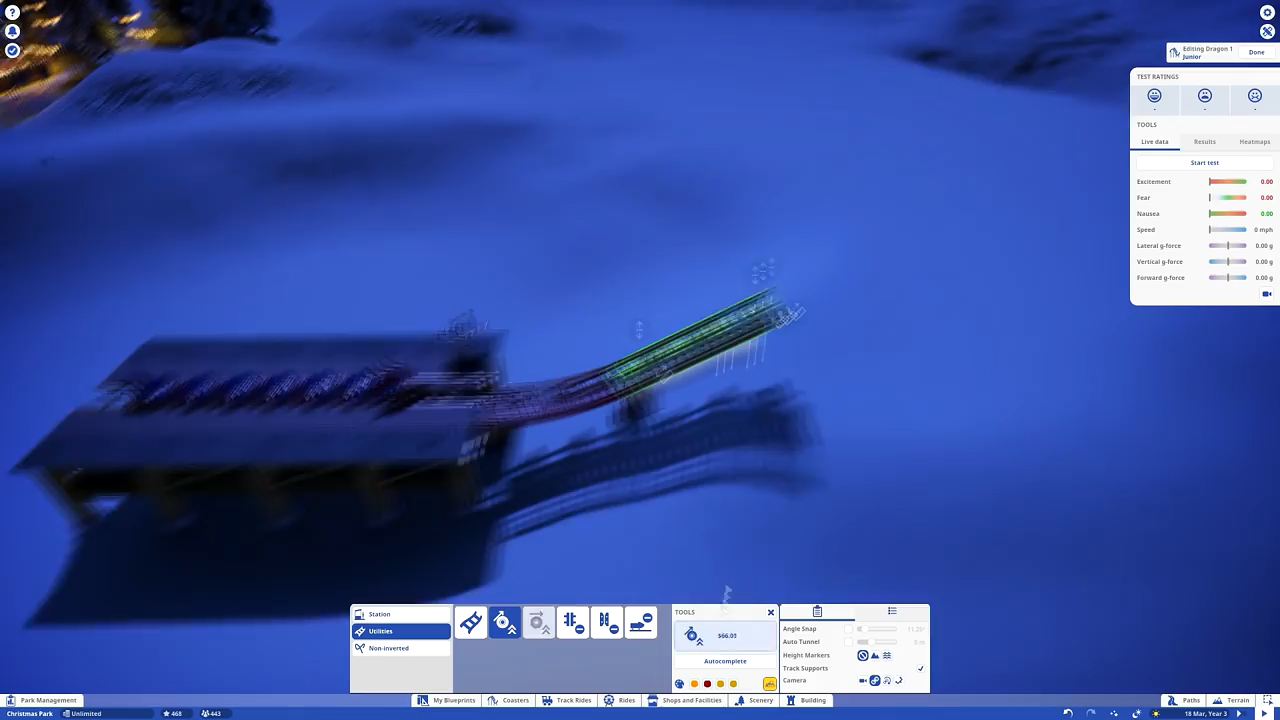 Editing Dragon 1
Junior
Done
TEST RATINGS
- - -
TOOLS
Live data Results Heatmaps
Start test
Excitement 0.00
Fear 0.00
Nausea 0.00
Speed 0 mph
Lateral g-force 0.00 g
Vertical g-force 0.00 g
Forward g-force 0.00 g
Station
Utilities
Non-inverted
TOOLS
$66.01
Autocomplete
Angle Snap 11.25°
Auto Tunnel 5 m
Height Markers
Track Supports
Camera
Park Management My Blueprints Coasters Track Rides Rides Shops and Facilities Scenery Building Paths Terrain
Christmas Park Unlimited 468 443 18 Mar, Year 3